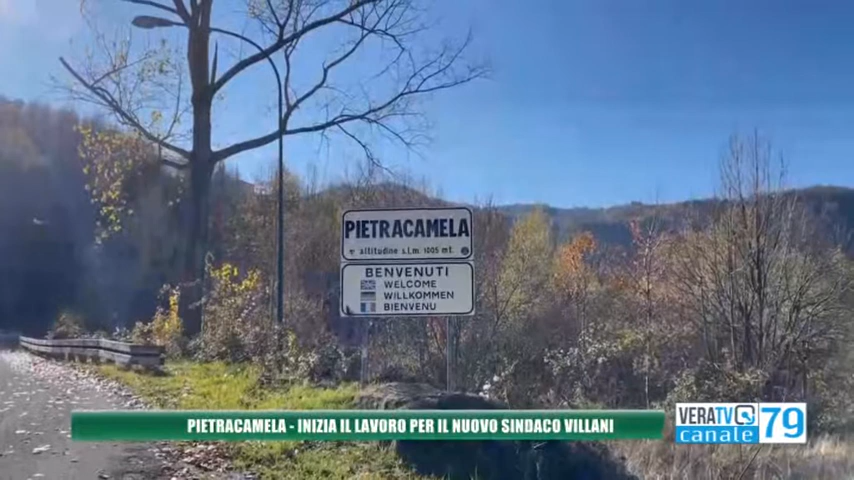 PIETRACAMELA
altitudine s.l.m. 1005 mt.
BENVENUTI
WELCOME
WILLKOMMEN
BIENVENU
PIETRACAMELA - INIZIA IL LAVORO PER IL NUOVO SINDACO VILLANI
VERATV 79
canale